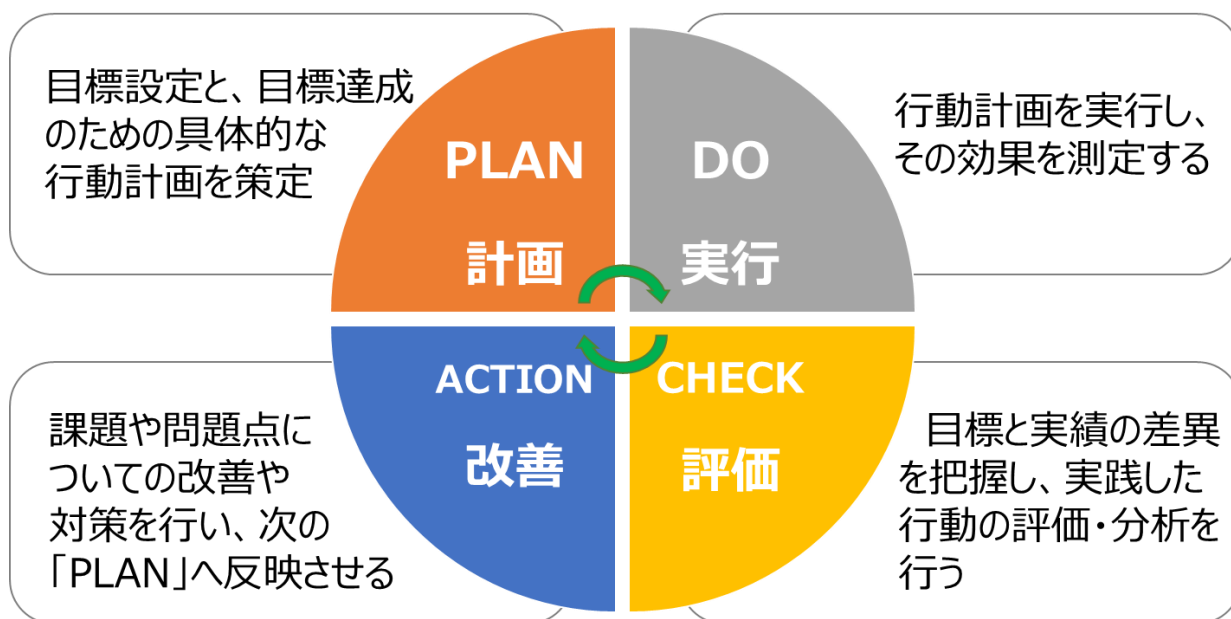 目標設定と、目標達成
のための具体的な
行動計画を策定
PLAN
計画
DO
実行
行動計画を実行し、
その効果を測定する
課題や問題点に
ついての改善や
対策を行い、次の
「PLAN」へ反映させる
ACTION
改善
CHECK
評価
目標と実績の差異
を把握し、実践した
行動の評価・分析を
行う